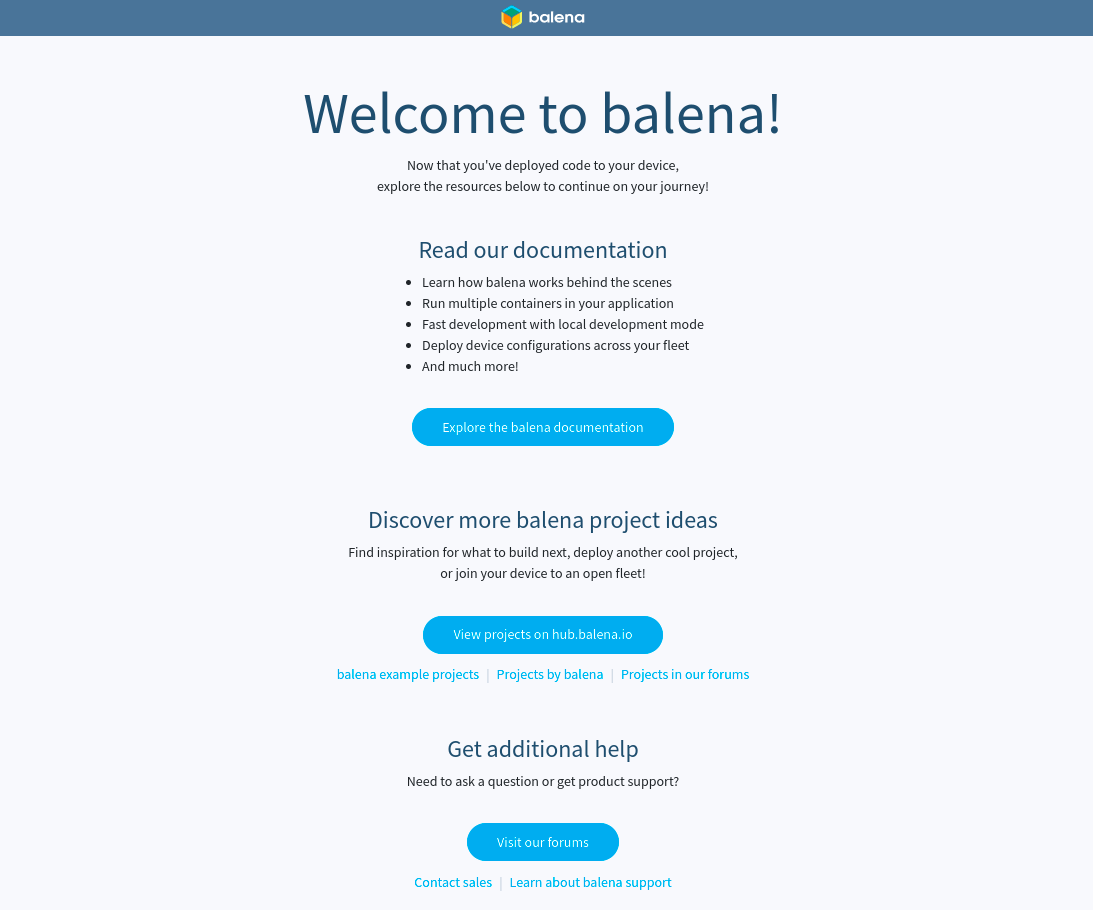 balena
Welcome to balena!
Now that you've deployed code to your device,
explore the resources below to continue on your journey!
Read our documentation
Learn how balena works behind the scenes
Run multiple containers in your application
Fast development with local development mode
Deploy device configurations across your fleet
And much more!
Explore the balena documentation
Discover more balena project ideas
Find inspiration for what to build next, deploy another cool project,
or join your device to an open fleet!
View projects on hub.balena.io
balena example projects | Projects by balena | Projects in our forums
Get additional help
Need to ask a question or get product support?
Visit our forums
Contact sales | Learn about balena support